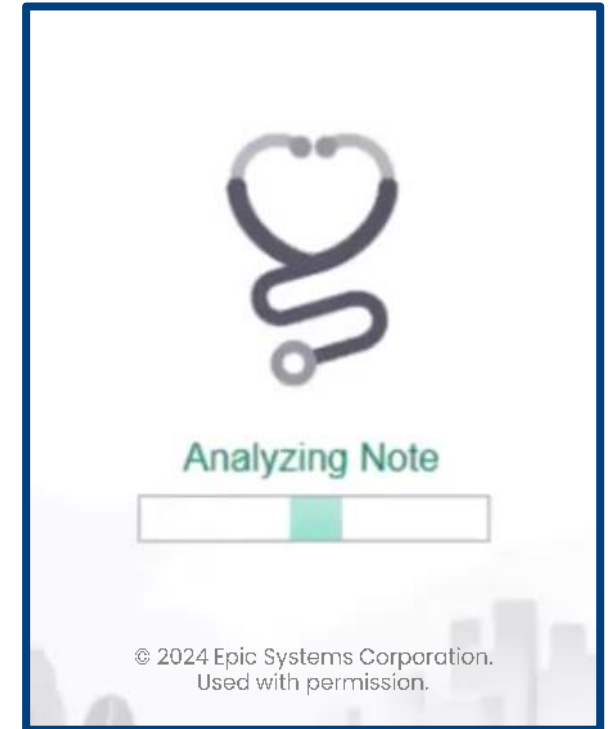 Analyzing Note
© 2024 Epic Systems Corporation.
Used with permission.